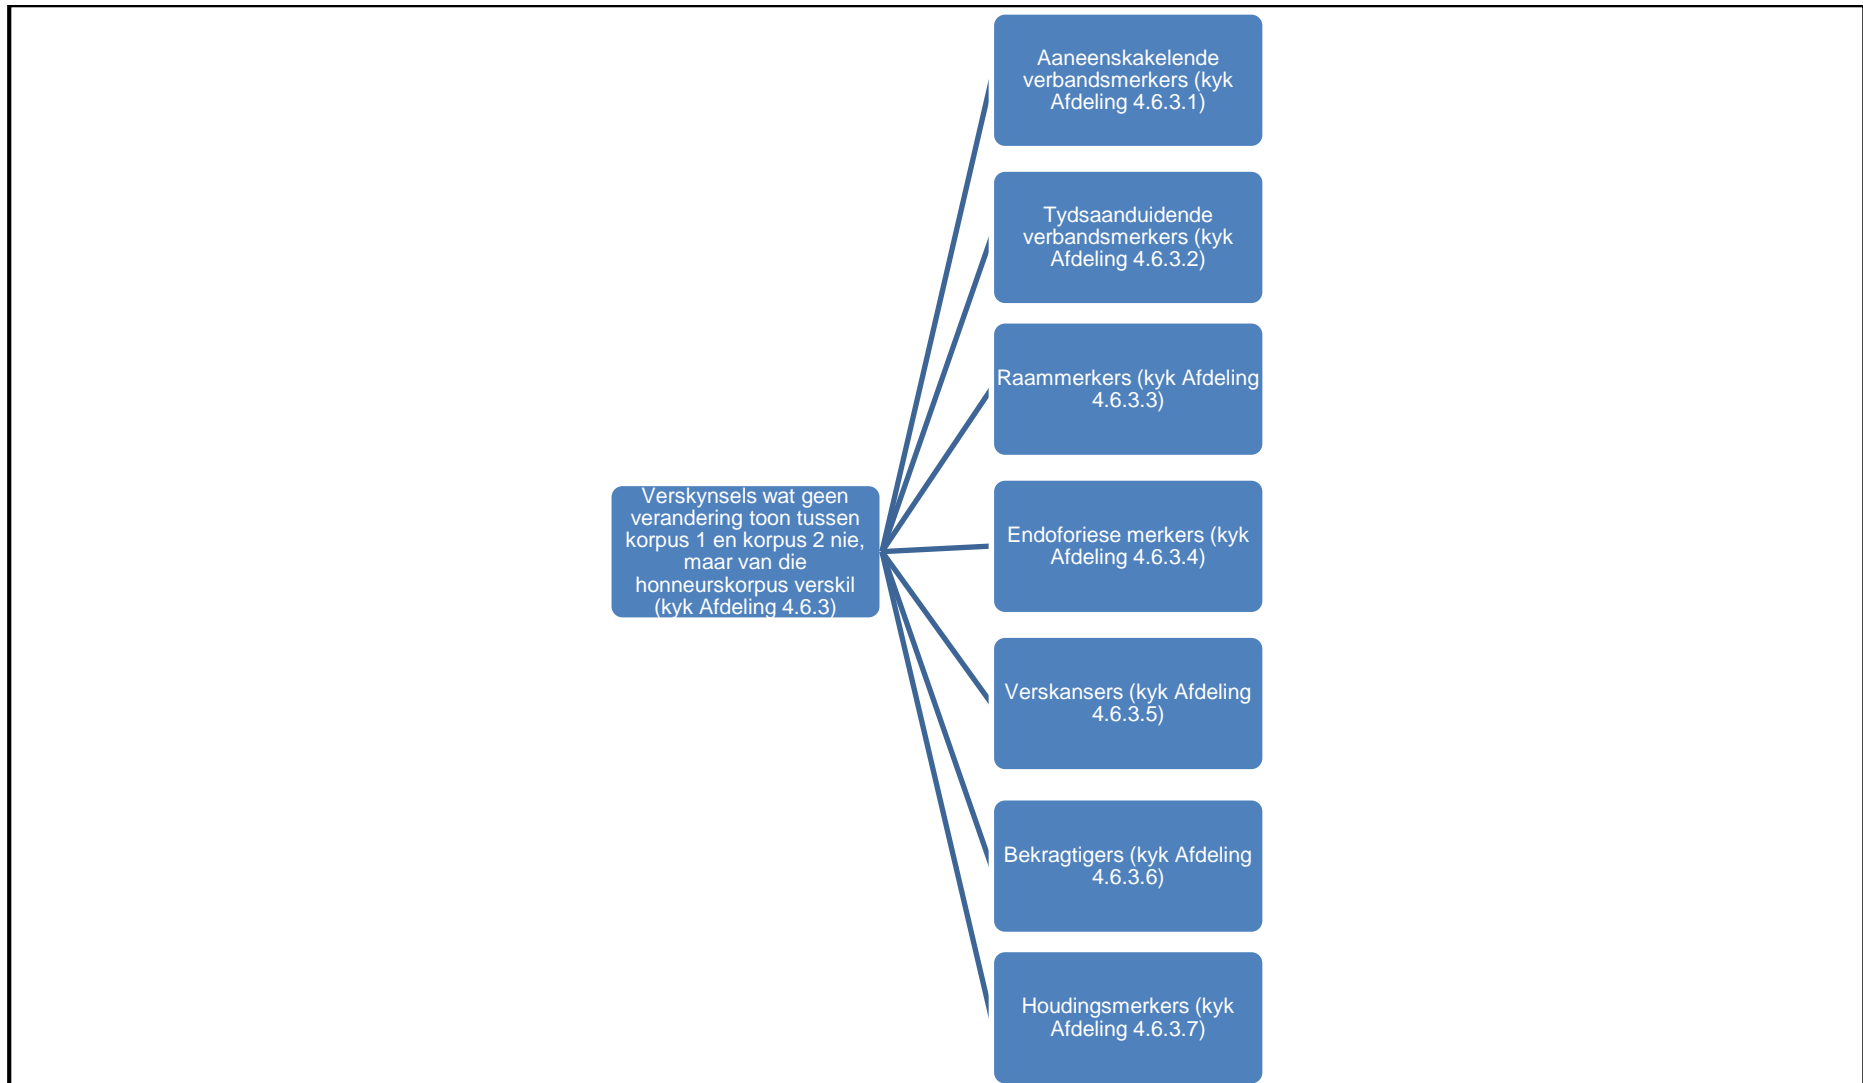 Aaneenskakelende
verbandsmerkers (kyk
Afdeling 4.6.3.1)
Tydsaanduidende
verbandsmerkers (kyk
Afdeling 4.6.3.2)
Raammerkers (kyk Afdeling
4.6.3.3)
Verskynsels wat geen
verandering toon tussen
korpus 1 en korpus 2 nie,
maar van die
honneurskorpus verskil
(kyk Afdeling 4.6.3)
Endoforiese merkers (kyk
Afdeling 4.6.3.4)
Verskansers (kyk Afdeling
4.6.3.5)
Bekragtigers (kyk Afdeling
4.6.3.6)
Houdingsmerkers (kyk
Afdeling 4.6.3.7)